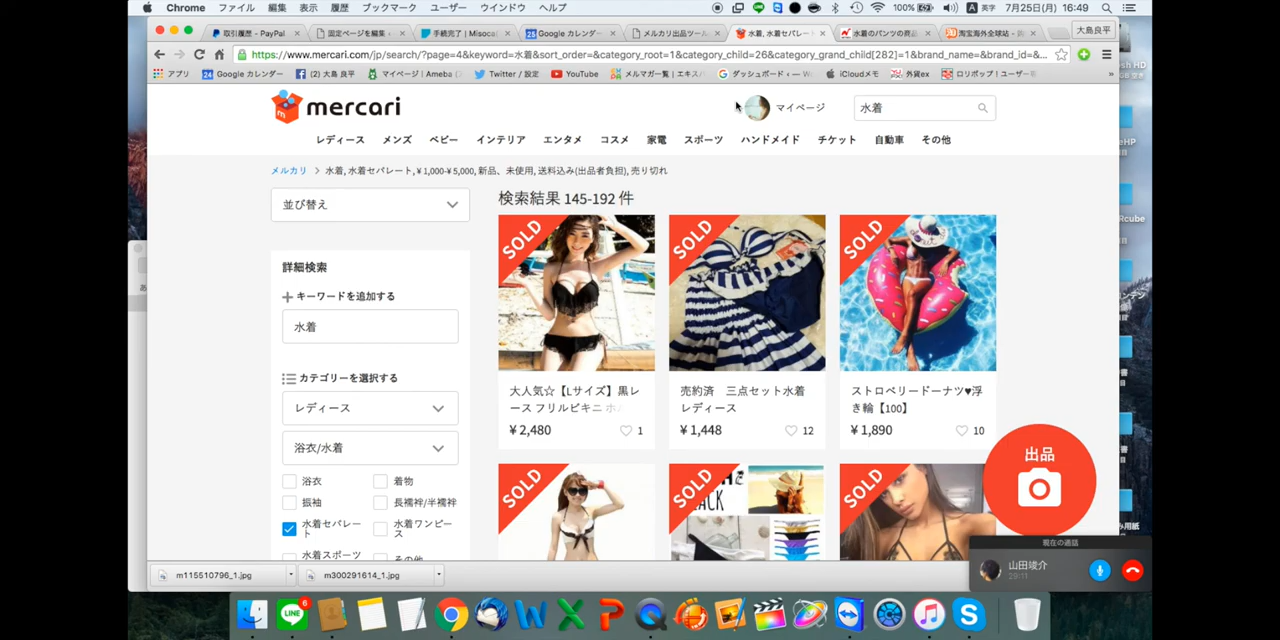 Chrome ファイル 編集 表示 履歴 ブックマーク ユーザー ウインドウ ヘルプ
100% 英字 7月25日(月) 16:49
取引履歴 - PayPal
固定ページを編集
手続完了 | Misoca
Google カレンダー
メルカリ出品ツール
水着, 水着セパレー
水着のパンツの商品
淘宝海外全球站
大島良平
https://www.mercari.com/jp/search/?page=4&keyword=水着&sort_order=&category_root=1&category_child=26&category_grand_child[282]=1&brand_name=&brand_id=&...
アプリ
Google カレンダー
(2) 大島 良平
マイページ | Ameba
Twitter / 設定
YouTube
メルマガ一覧 | エキスパ
ダッシュボード
iCloudメモ
外貨ex
ロリポップ!ユーザー
mercari
マイページ
水着
レディース メンズ ベビー インテリア エンタメ コスメ 家電 スポーツ ハンドメイド チケット 自動車 その他
メルカリ > 水着, 水着セパレート, ¥ 1,000-¥ 5,000, 新品、未使用, 送料込み(出品者負担), 売り切れ
並び替え
検索結果 145-192 件
詳細検索
キーワードを追加する
水着
カテゴリーを選択する
レディース
浴衣/水着
浴衣 着物
振袖 長襦袢/半襦袢
水着セパレート 水着ワンピース
水着スポーツ その他
SOLD
大人気☆【Lサイズ】黒レ
ース フリルビキニ ホ
¥ 2,480 1
SOLD
売約済 三点セット水着
レディース
¥ 1,448 12
SOLD
ストロベリードーナツ♥浮
き輪【100】
¥ 1,890 10
SOLD
SOLD
SOLD
出品
現在の通話
山田竣介
29:11
m115510796_1.jpg
m300291614_1.jpg
LINE
6